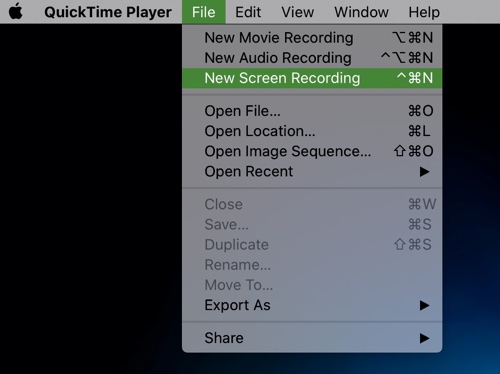 QuickTime Player File Edit View Window Help
New Movie Recording ⌥⌘N
New Audio Recording ^⌥⌘N
New Screen Recording ^⌘N
Open File... ⌘O
Open Location... ⌘L
Open Image Sequence... ⇧⌘O
Open Recent ▶
Close ⌘W
Save... ⌘S
Duplicate ⇧⌘S
Rename...
Move To...
Export As ▶
Share ▶